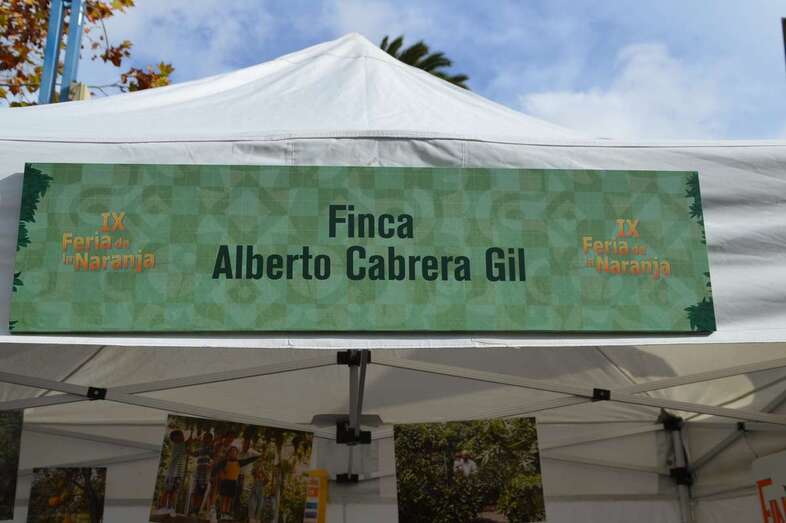 IX
Feria de
la Naranja
Finca
Alberto Cabrera Gil
IX
Feria de
la Naranja